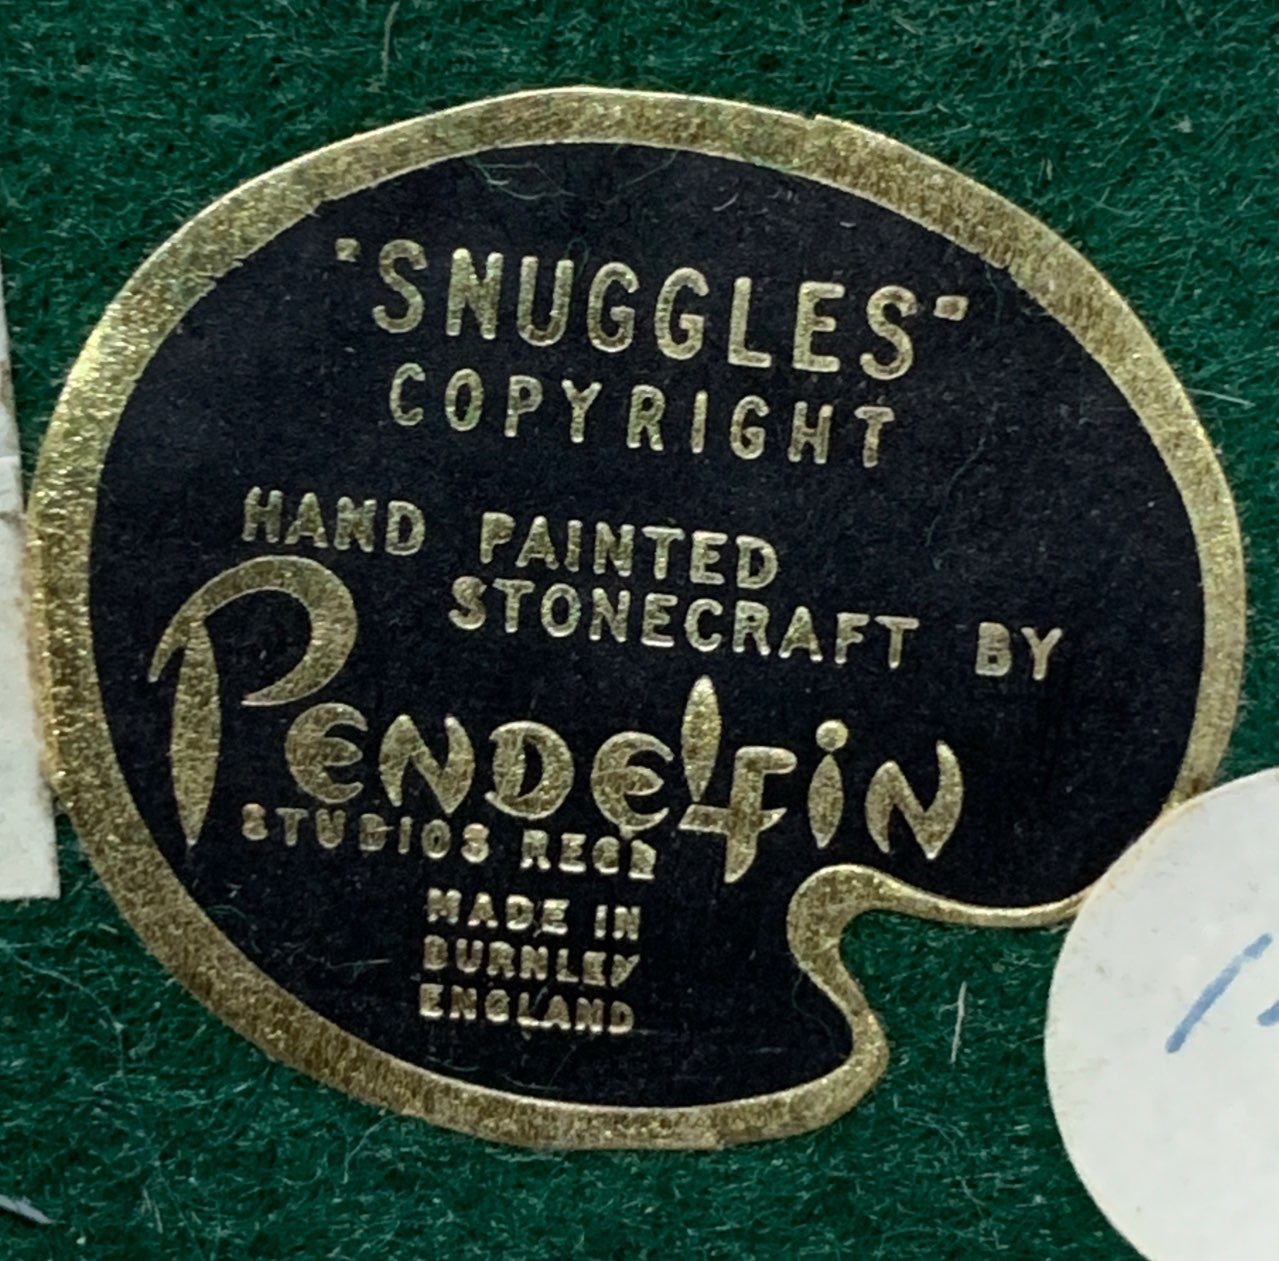 "SNUGGLES"
COPYRIGHT
HAND PAINTED
STONECRAFT BY
PENDELFIN
STUDIOS REGD
MADE IN
BURNLEY
ENGLAND